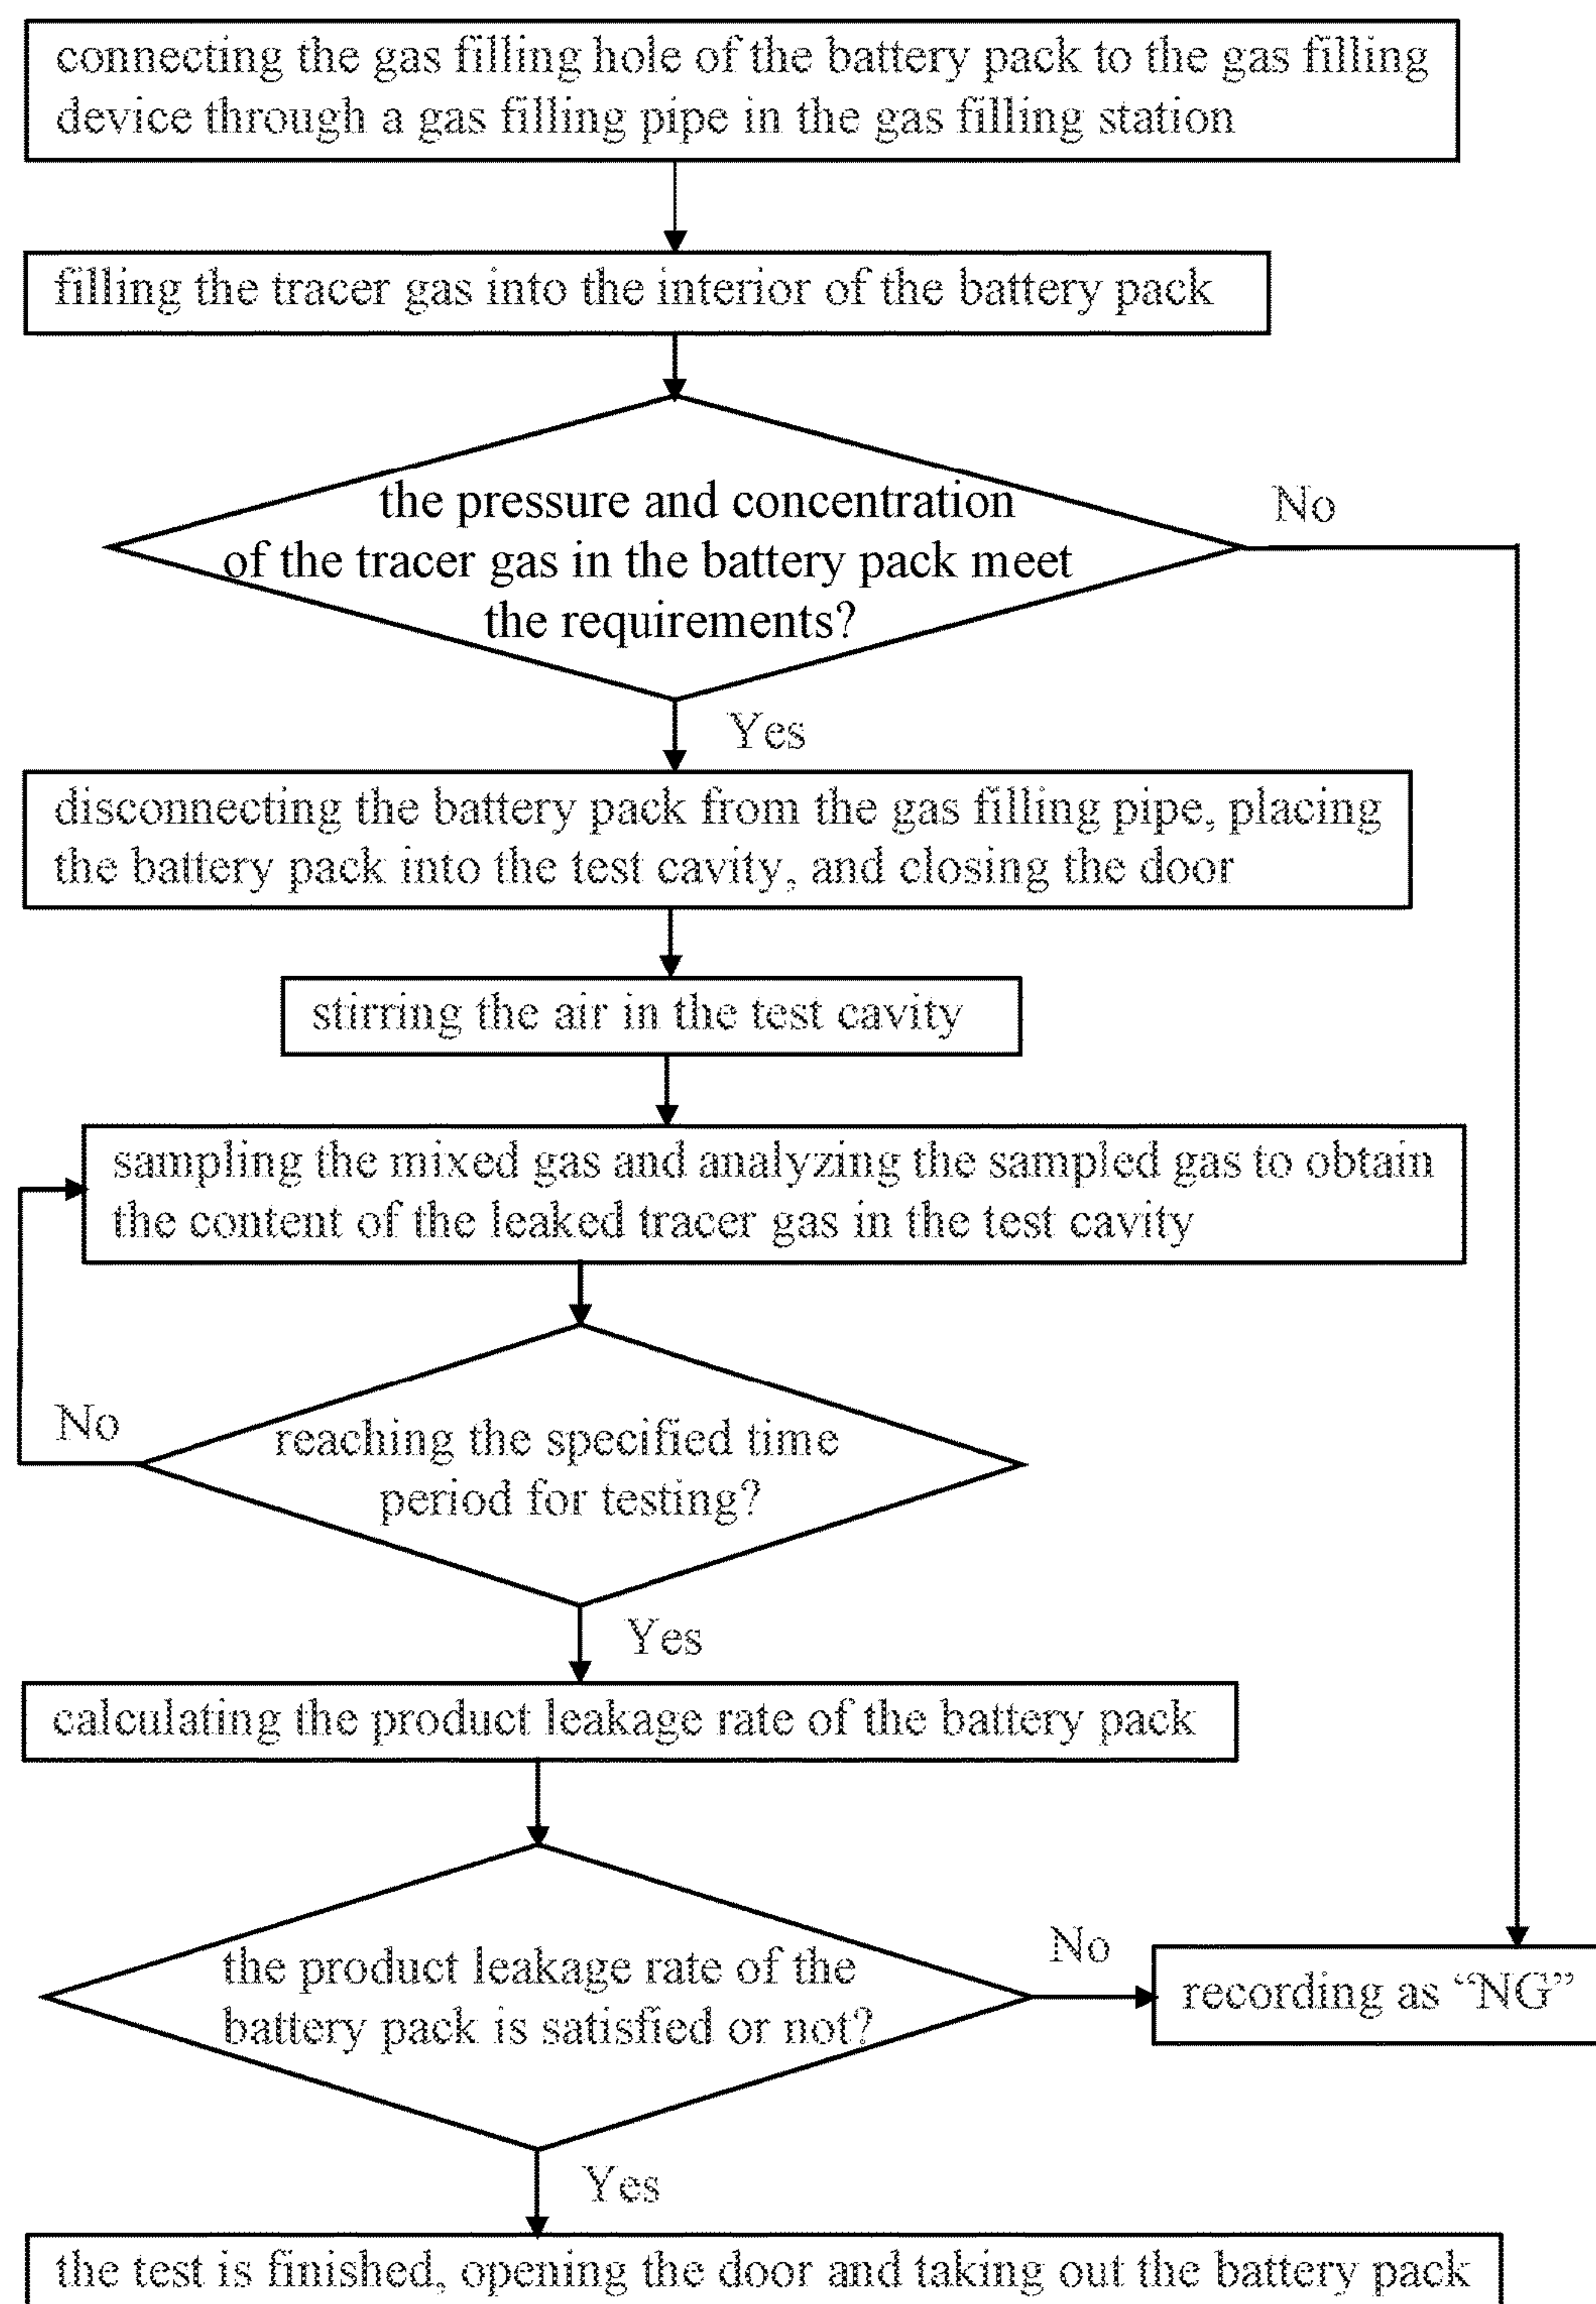 connecting the gas filling hole of the battery pack to the gas filling
device through a gas filling pipe in the gas filling station
filling the tracer gas into the interior of the battery pack
the pressure and concentration
of the tracer gas in the battery pack meet
the requirements?
No
Yes
disconnecting the battery pack from the gas filling pipe, placing
the battery pack into the test cavity, and closing the door
stirring the air in the test cavity
sampling the mixed gas and analyzing the sampled gas to obtain
the content of the leaked tracer gas in the test cavity
No
reaching the specified time
period for testing?
Yes
calculating the product leakage rate of the battery pack
the product leakage rate of the
battery pack is satisfied or not?
No
recording as “NG”
Yes
the test is finished, opening the door and taking out the battery pack